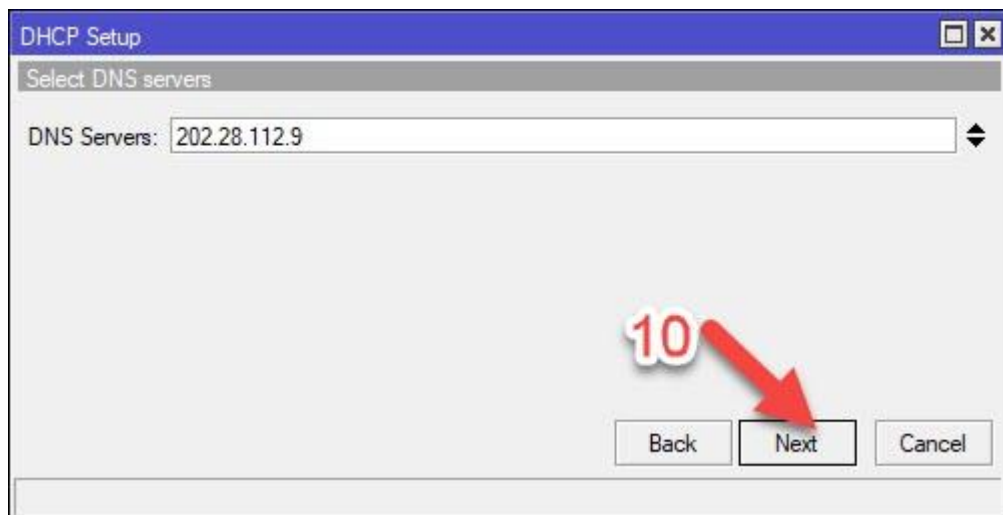 DHCP Setup
Select DNS servers
DNS Servers: 202.28.112.9
10
Back Next Cancel